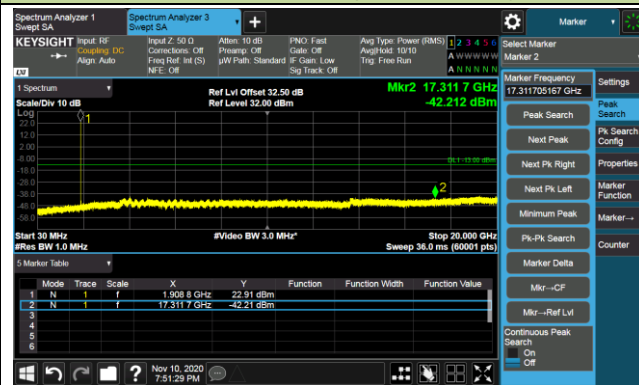 Spectrum Analyzer 1
Swept SA
Spectrum Analyzer 3
Swept SA
Marker
KEYSIGHT
Input: RF
Coupling: DC
Align: Auto
Input Z: 50 Ω
Corrections: Off
Freq Ref: Int (S)
NFE: Off
Atten: 10 dB
Preamp: Off
µW Path: Standard
PNO: Fast
Gate: Off
IF Gain: Low
Sig Track: Off
Avg Type: Power (RMS)
Avg|Hold: 10/10
Trig: Free Run
1 2 3 4 5 6
A W W W W W
A N N N N N
LXI
Select Marker
Marker 2
1 Spectrum
Scale/Div 10 dB
Ref Lvl Offset 32.50 dB
Ref Level 32.00 dBm
Mkr2 17.311 7 GHz
-42.212 dBm
Log
22.0
12.0
2.00
-8.00
-18.0
-28.0
-38.0
-48.0
-58.0
1
DL1 -13.00 dBm
2
Start 30 MHz
#Res BW 1.0 MHz
#Video BW 3.0 MHz*
Stop 20.000 GHz
Sweep 36.0 ms (60001 pts)
5 Marker Table
Mode Trace Scale X Y Function Function Width Function Value
1 N 1 f 1.908 8 GHz 22.91 dBm
2 N 1 f 17.311 7 GHz -42.21 dBm
3
4
5
6
Marker Frequency
17.311705167 GHz
Peak Search
Next Peak
Next Pk Right
Next Pk Left
Minimum Peak
Pk-Pk Search
Marker Delta
Mkr→CF
Mkr→Ref Lvl
Continuous Peak
Search
On
Off
Settings
Peak
Search
Pk Search
Config
Properties
Marker
Function
Marker→
Counter
Nov 10, 2020
7:51:29 PM